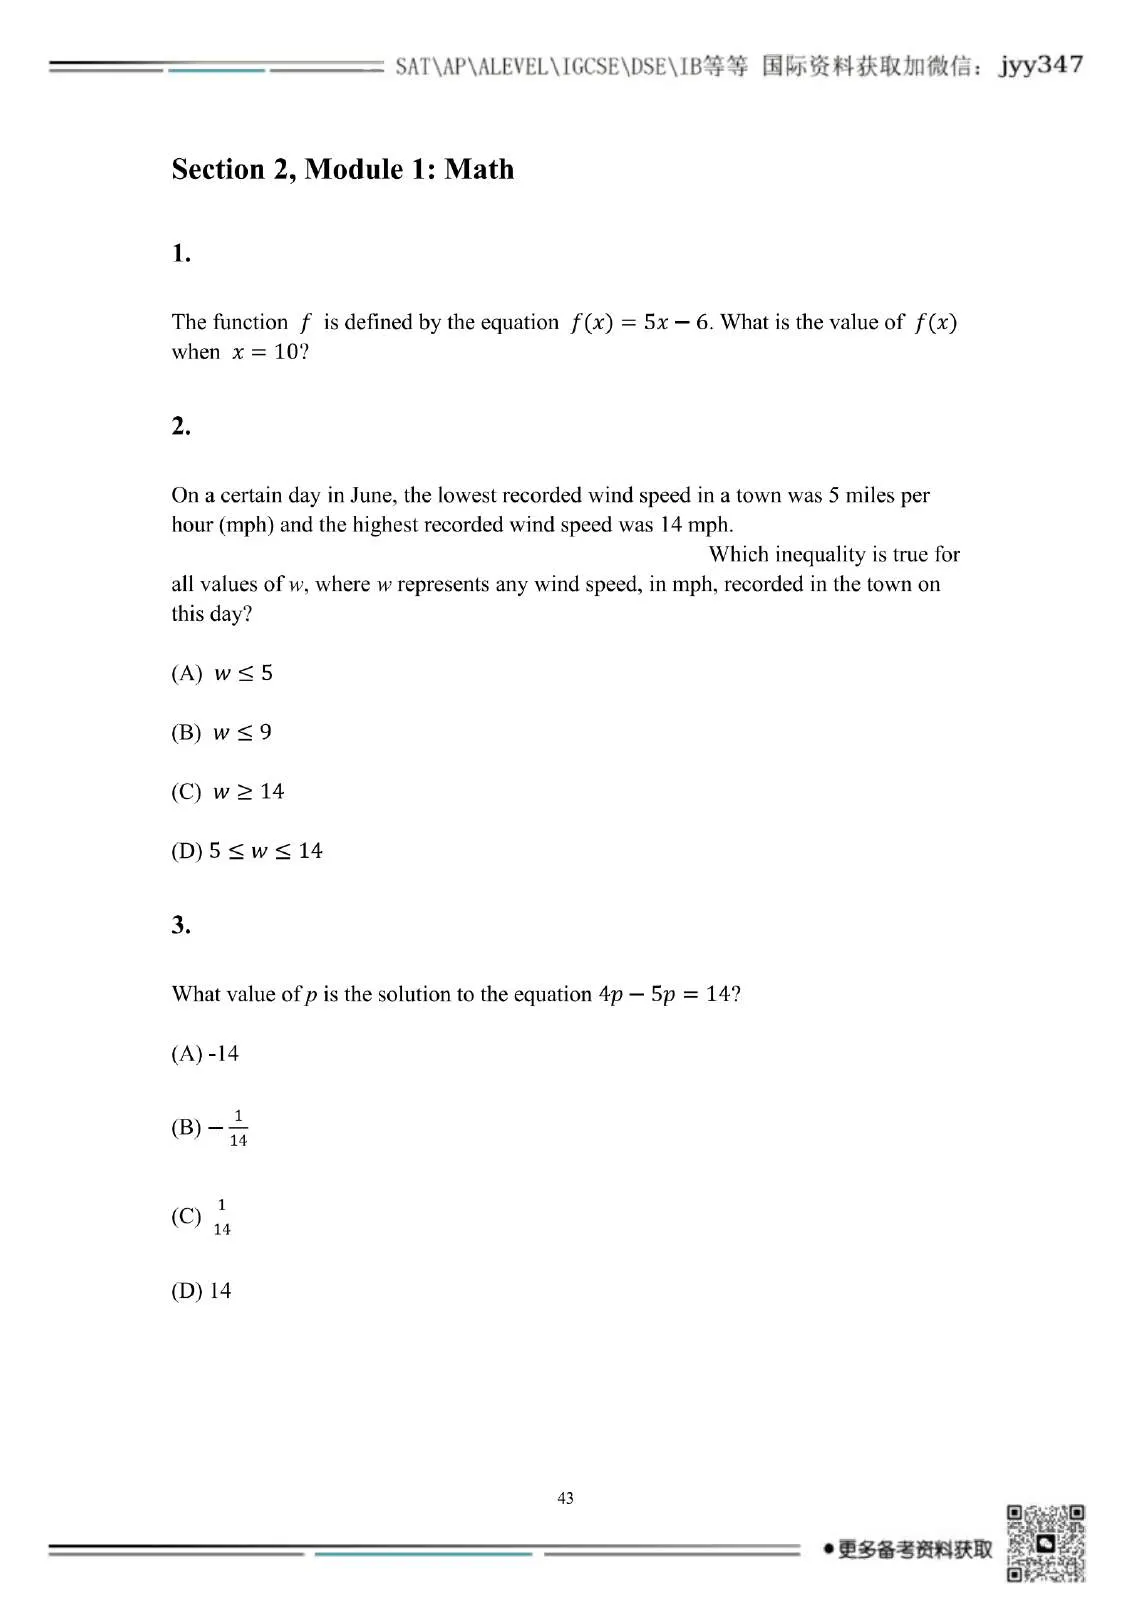 SAT\AP\ALEVEL\IGCSE\DSE\IB等等 国际资料获取加微信：jyy347
Section 2, Module 1: Math
1.
The function f is defined by the equation f(x) = 5x − 6. What is the value of f(x)
when x = 10?
2.
On a certain day in June, the lowest recorded wind speed in a town was 5 miles per
hour (mph) and the highest recorded wind speed was 14 mph.
Which inequality is true for
all values of w, where w represents any wind speed, in mph, recorded in the town on
this day?
(A) w ≤ 5
(B) w ≤ 9
(C) w ≥ 14
(D) 5 ≤ w ≤ 14
3.
What value of p is the solution to the equation 4p − 5p = 14?
(A) -14
(B) − 1/14
(C) 1 14
(D) 14
43
●更多备考资料获取